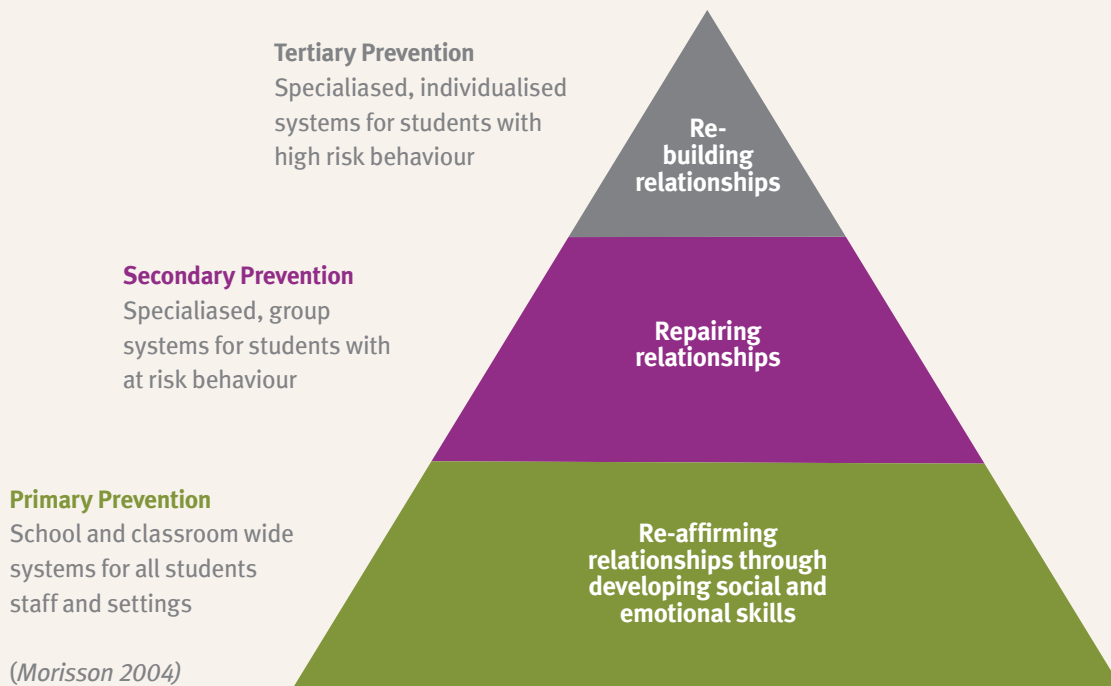 Tertiary Prevention
Specialiased, individualised
systems for students with
high risk behaviour
Re-
building
relationships
Secondary Prevention
Specialiased, group
systems for students with
at risk behaviour
Repairing
relationships
Primary Prevention
School and classroom wide
systems for all students
staff and settings
Re-affirming
relationships through
developing social and
emotional skills
(Morisson 2004)